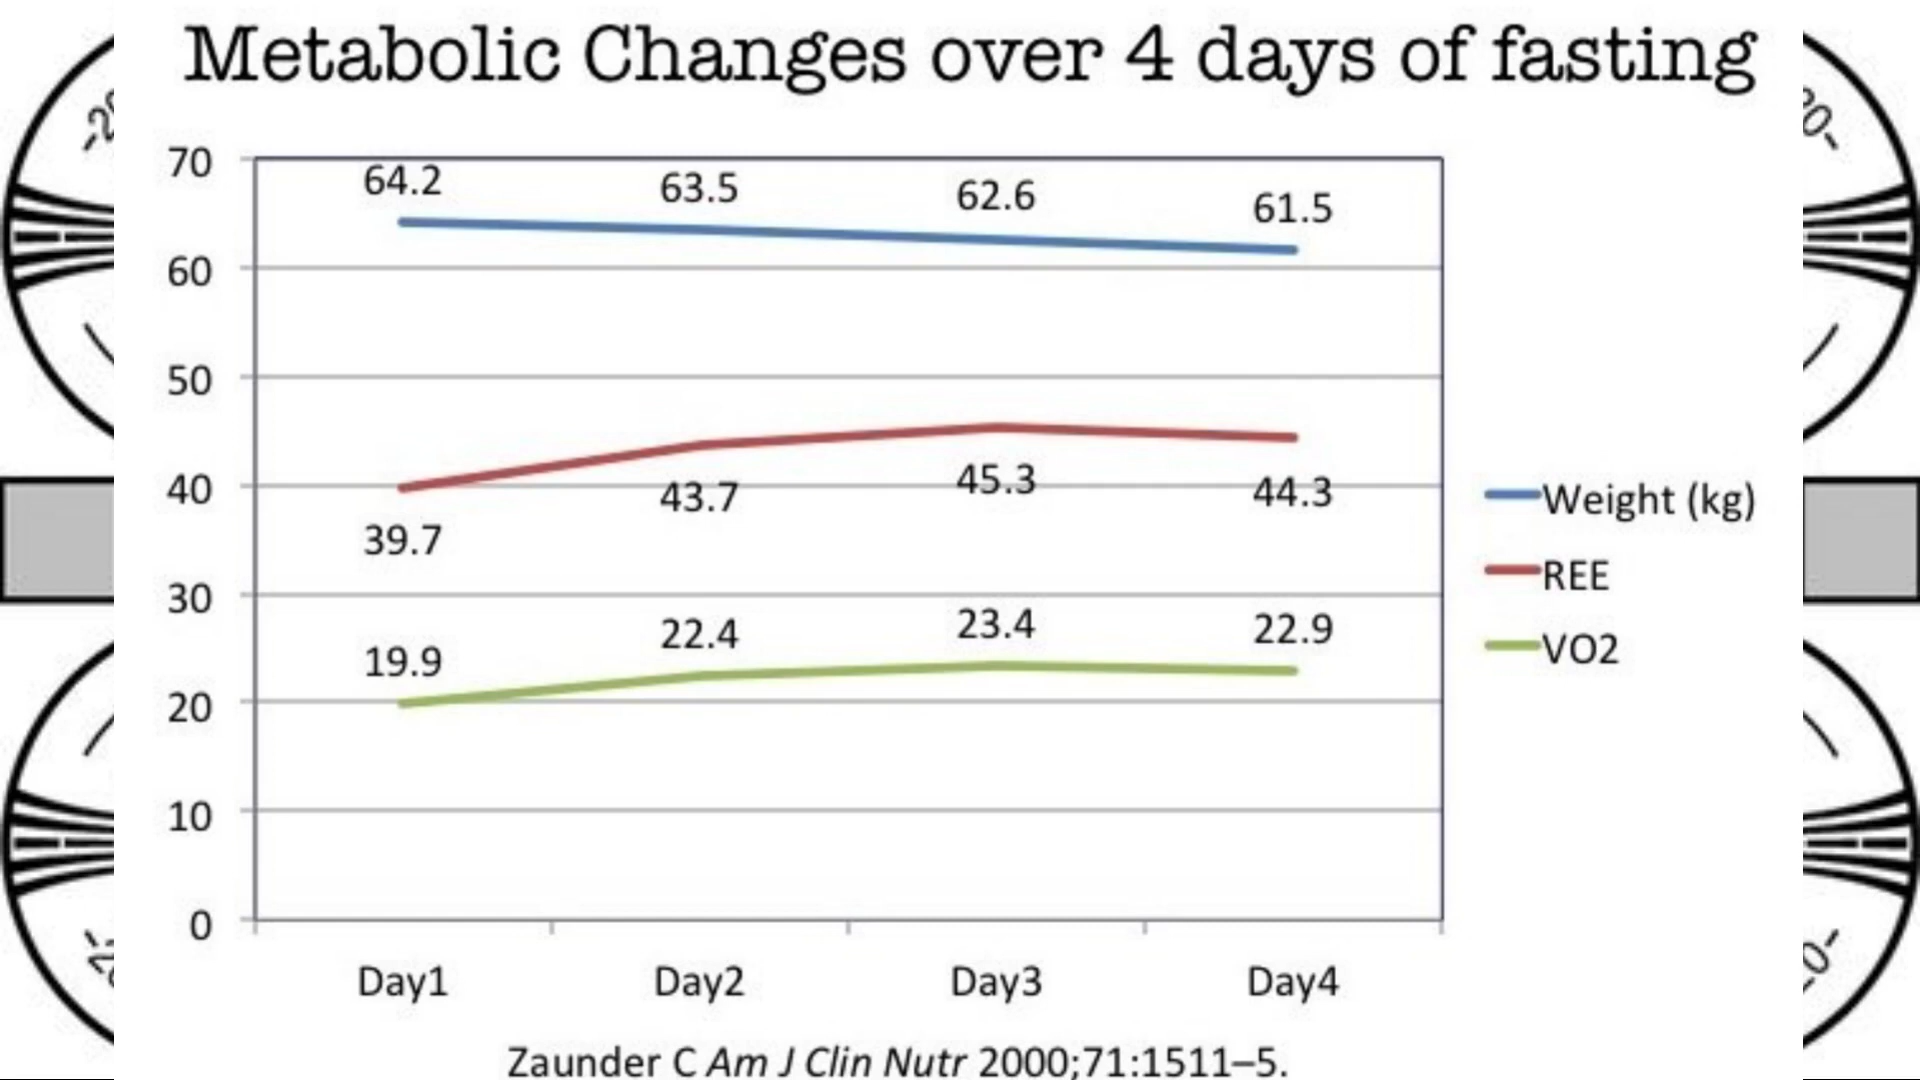 Metabolic Changes over 4 days of fasting
70
60
50
40
30
20
10
0
64.2 63.5 62.6 61.5
39.7 43.7 45.3 44.3
19.9 22.4 23.4 22.9
Weight (kg)
REE
VO2
Day1 Day2 Day3 Day4
Zaunder C Am J Clin Nutr 2000;71:1511–5.